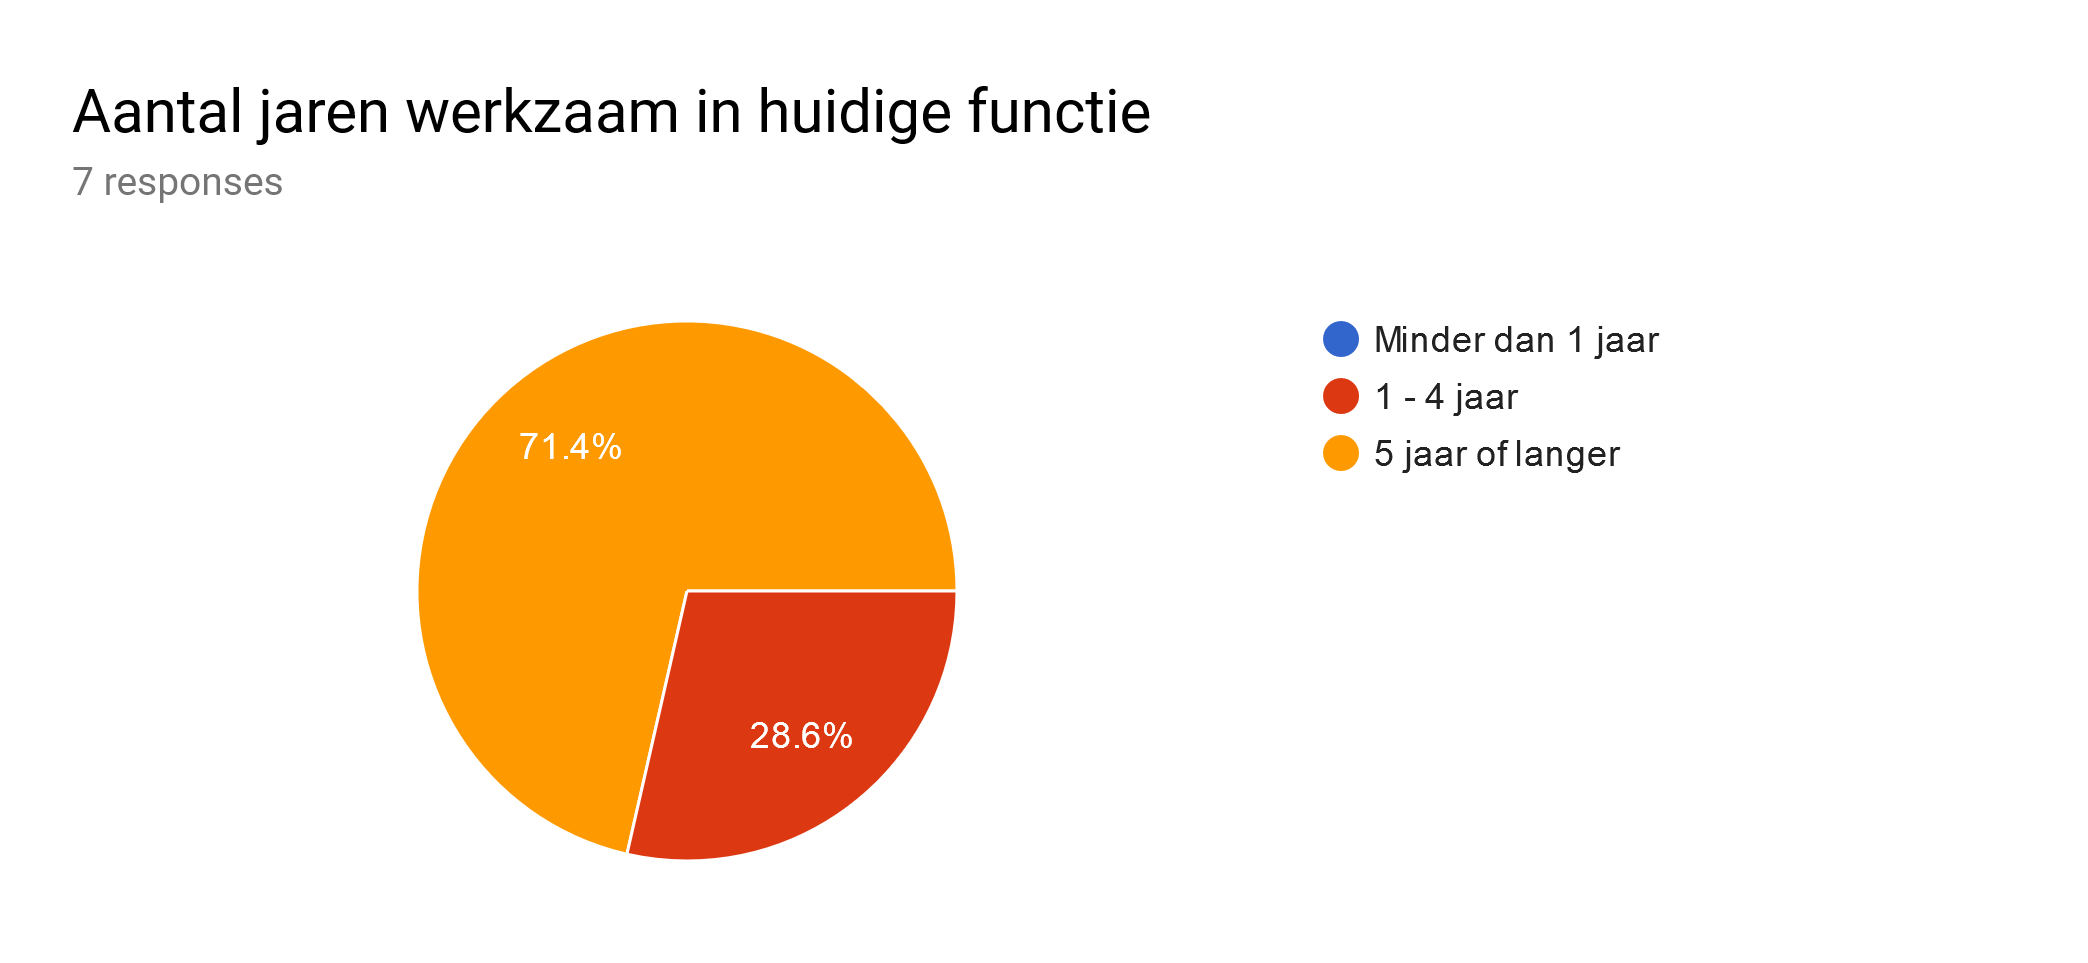 Aantal jaren werkzaam in huidige functie
7 responses
71.4%
28.6%
Minder dan 1 jaar
1 - 4 jaar
5 jaar of langer